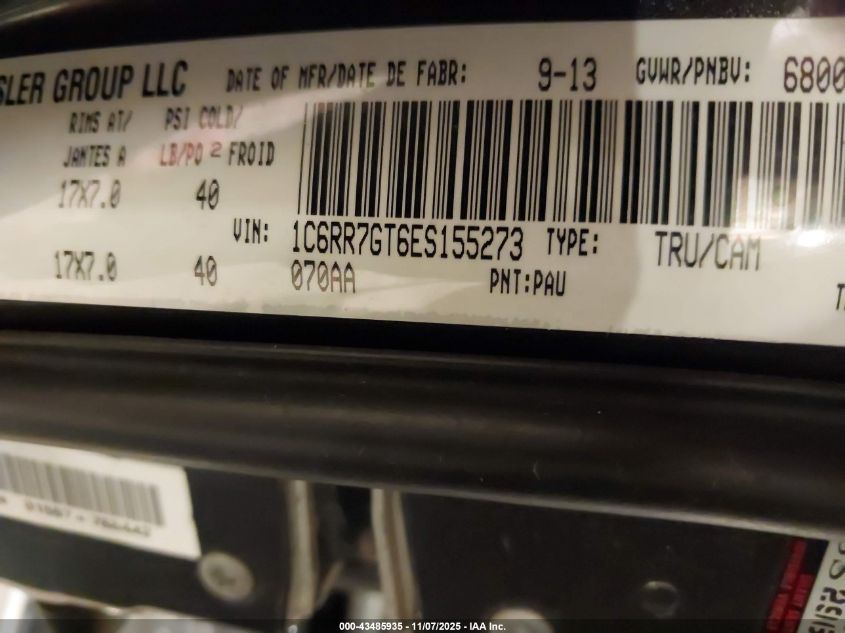 SLER GROUP LLC DATE OF MFR/DATE DE FABR: 9-13 GVWR/PNBV: 6800
RIMS AT/ PSI COLD/
JANTES A LB/PO 2 FROID
17X7.0 40
VIN: 1C6RR7GT6ES155273 TYPE: TRU/CAM
17X7.0 40 070AA PNT:PAU
000-43485935 - 11/07/2025 - IAA Inc.